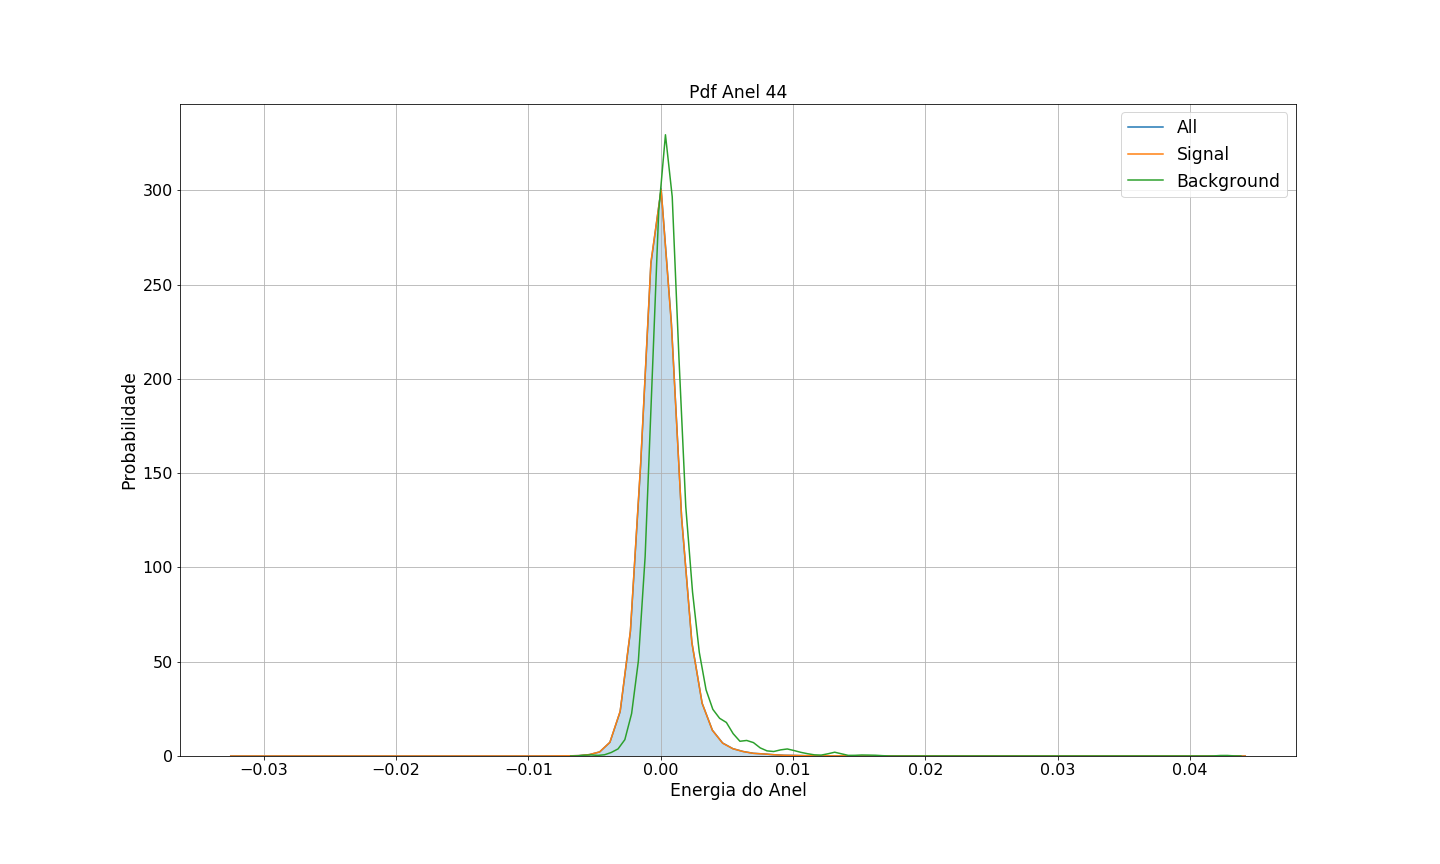 Pdf Anel 44
All
Signal
Background
Probabilidade
300
250
200
150
100
50
0
−0.03 −0.02 −0.01 0.00 0.01 0.02 0.03 0.04
Energia do Anel